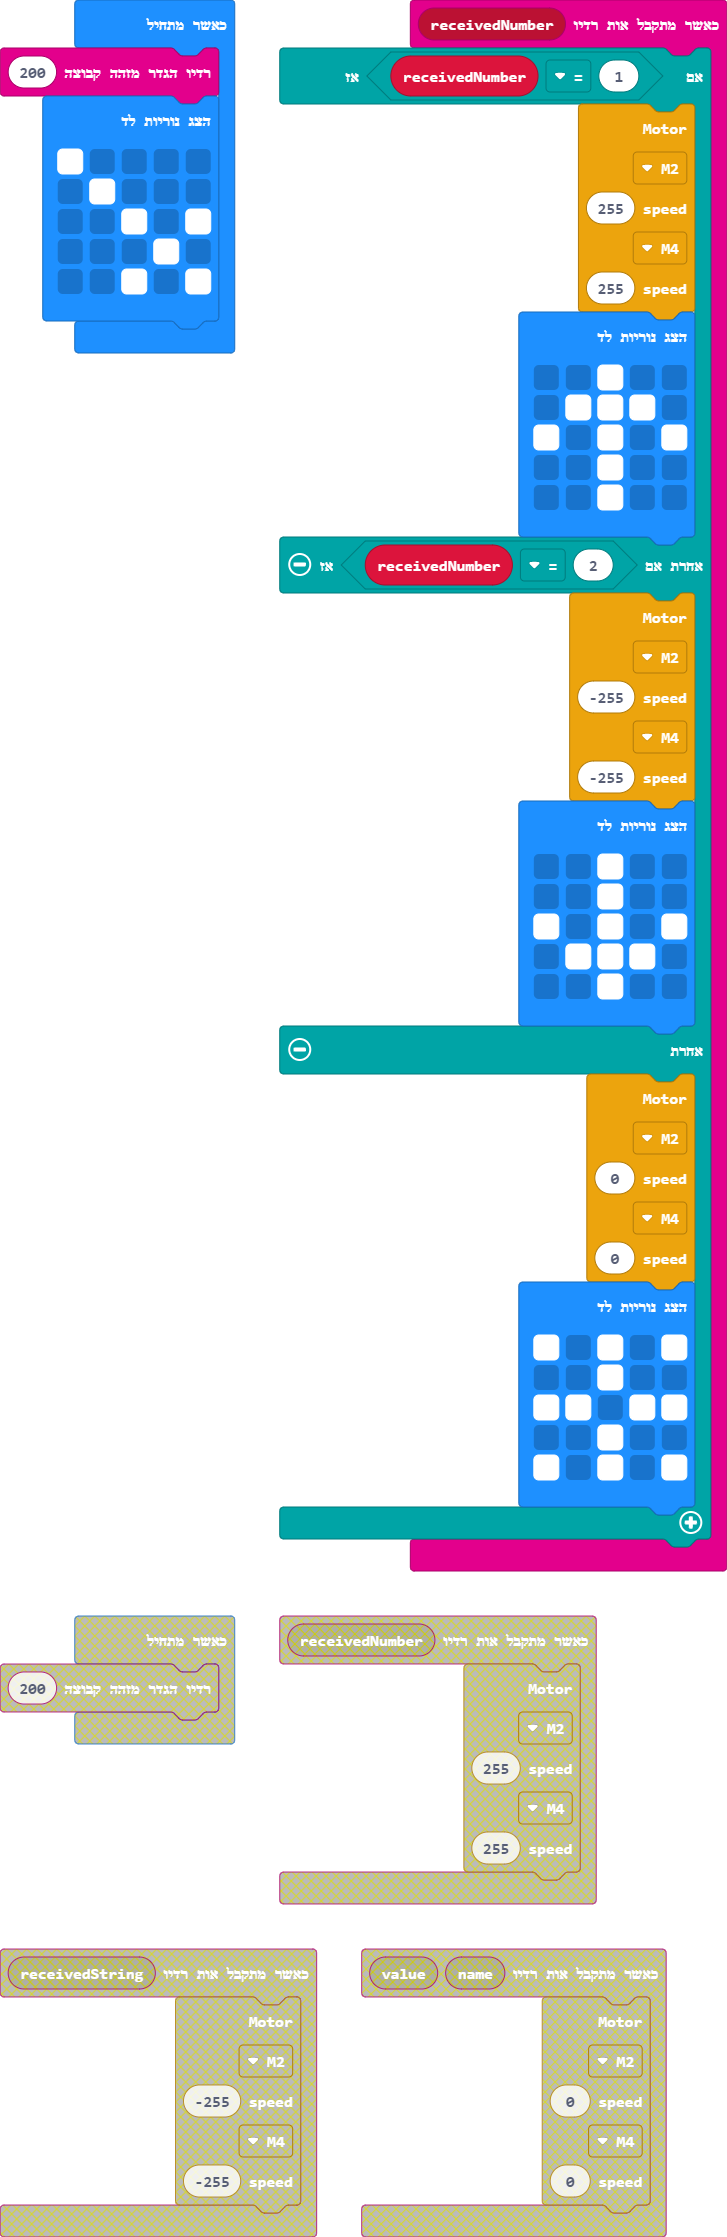 כאשר מתקבל אות רדיו receivedNumber
אם receivedNumber = 1 אז
Motor
M2
speed 255
M4
speed 255
הצג נוריות לד
אחרת אם receivedNumber = 2 אז
Motor
M2
speed -255
M4
speed -255
הצג נוריות לד
אחרת
Motor
M2
speed 0
M4
speed 0
הצג נוריות לד
כאשר מתחיל
רדיו הגדר מזהה קבוצה 200
הצג נוריות לד
כאשר מתקבל אות רדיו receivedNumber
Motor
M2
speed 255
M4
speed 255
כאשר מתחיל
רדיו הגדר מזהה קבוצה 200
כאשר מתקבל אות רדיו name value
Motor
M2
speed 0
M4
speed 0
כאשר מתקבל אות רדיו receivedString
Motor
M2
speed -255
M4
speed -255